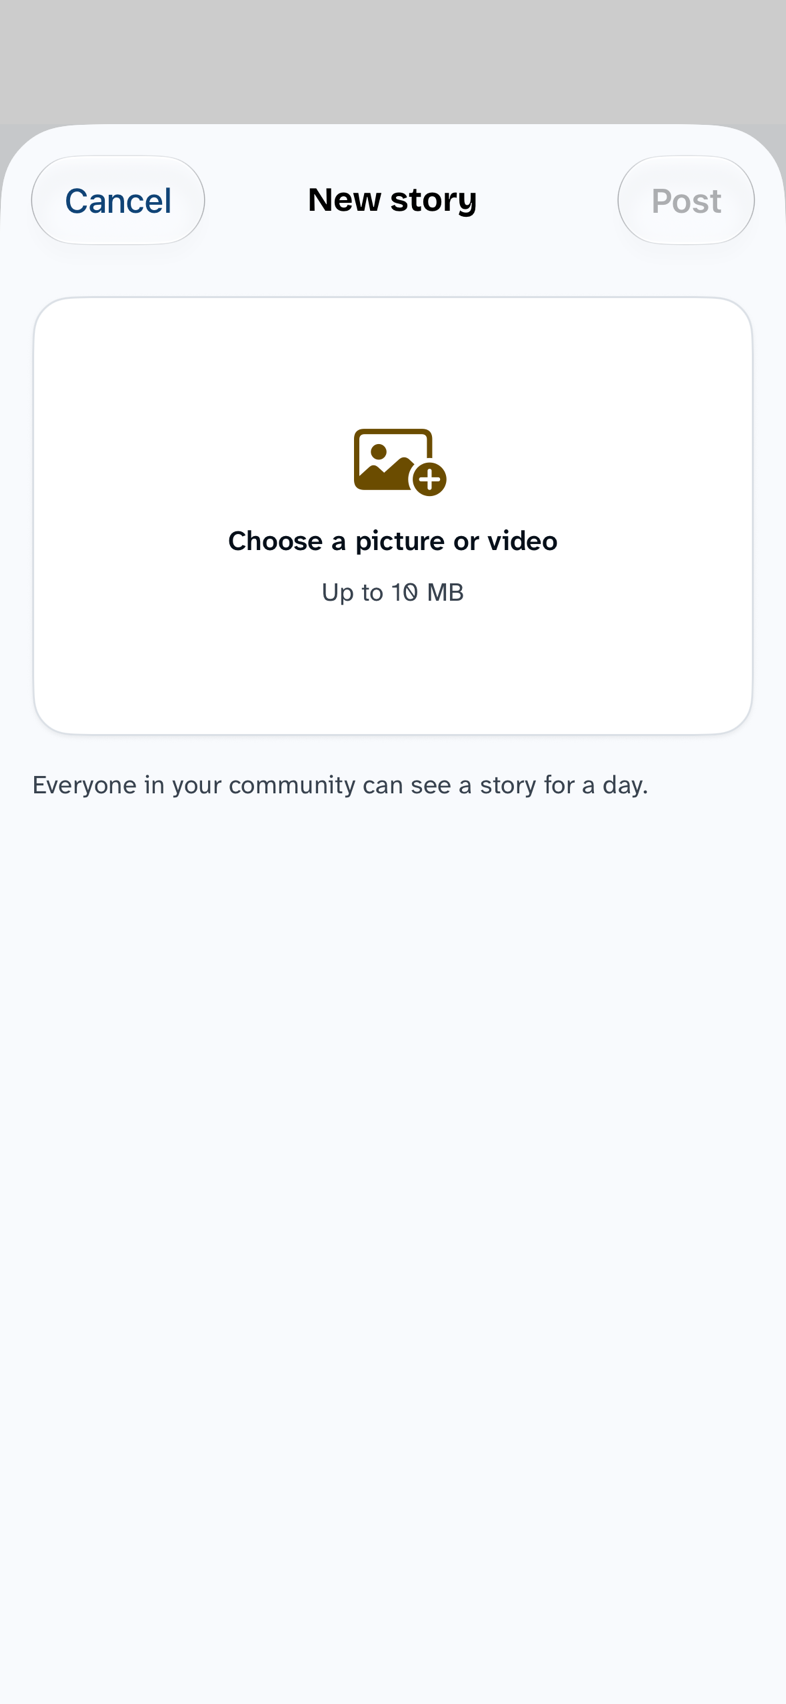 Cancel
New story
Post
Choose a picture or video
Up to 10 MB
Everyone in your community can see a story for a day.